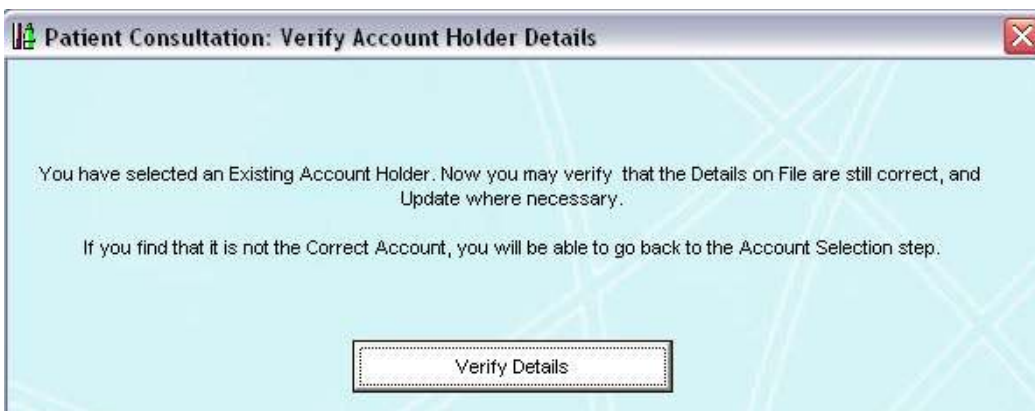 Patient Consultation: Verify Account Holder Details
You have selected an Existing Account Holder. Now you may verify that the Details on File are still correct, and
Update where necessary.
If you find that it is not the Correct Account, you will be able to go back to the Account Selection step.
Verify Details